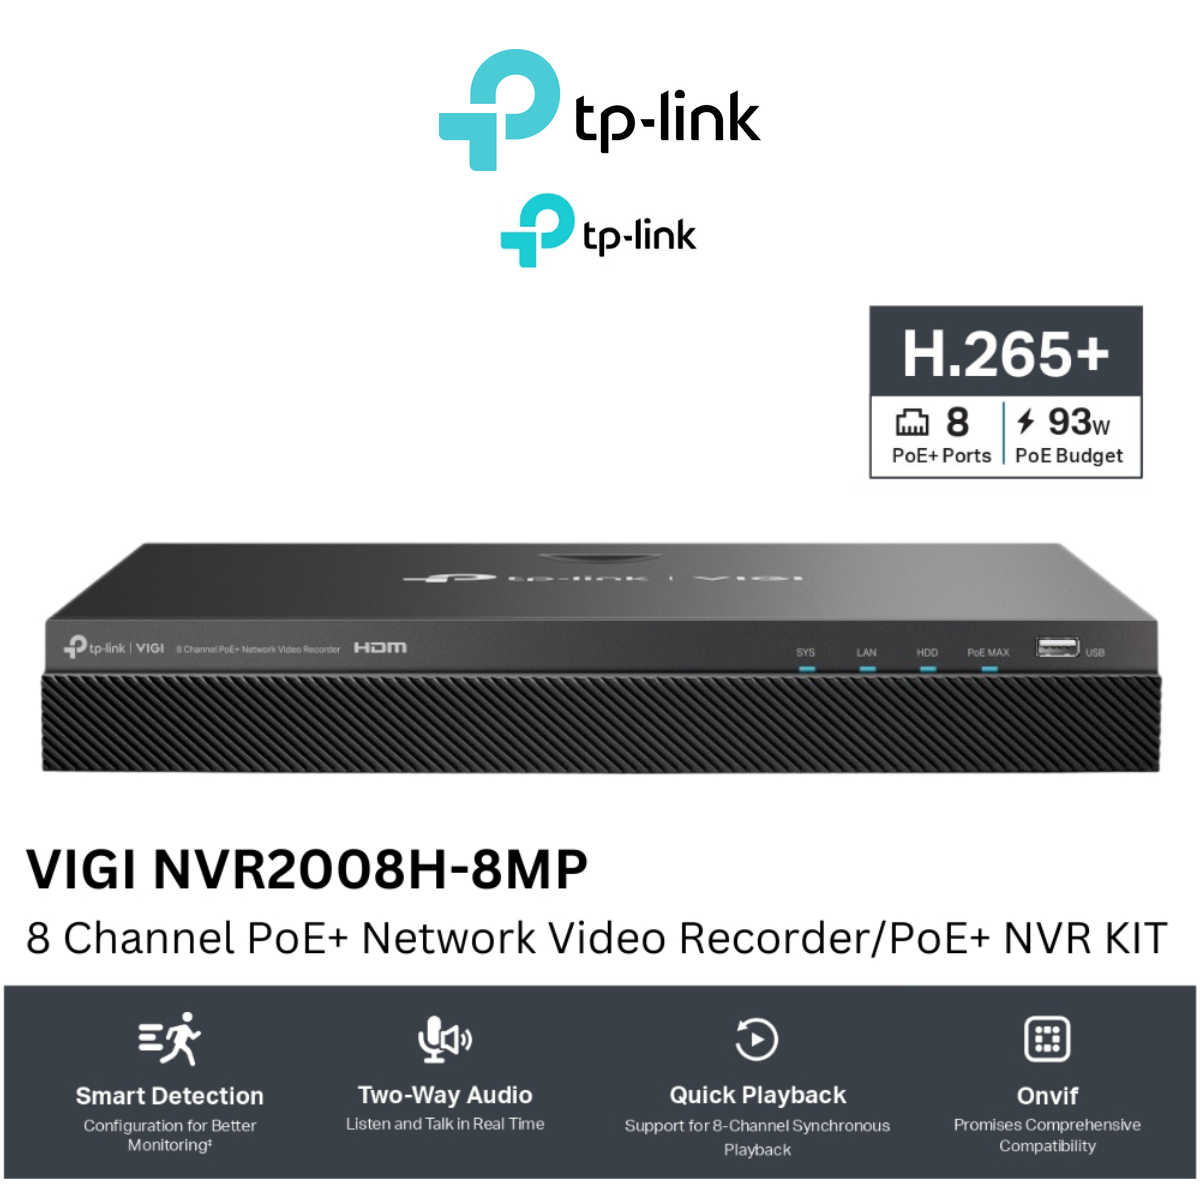 tp-link
tp-link
H.265+
8
PoE+ Ports
93W
PoE Budget
tp-link | VIGI
tp-link | VIGI 8 Channel PoE+ Network Video Recorder HDMI
SYS LAN HDD PoE MAX USB
VIGI NVR2008H-8MP
8 Channel PoE+ Network Video Recorder/PoE+ NVR KIT
Smart Detection
Configuration for Better
Monitoring‡
Two-Way Audio
Listen and Talk in Real Time
Quick Playback
Support for 8-Channel Synchronous
Playback
Onvif
Promises Comprehensive
Compatibility